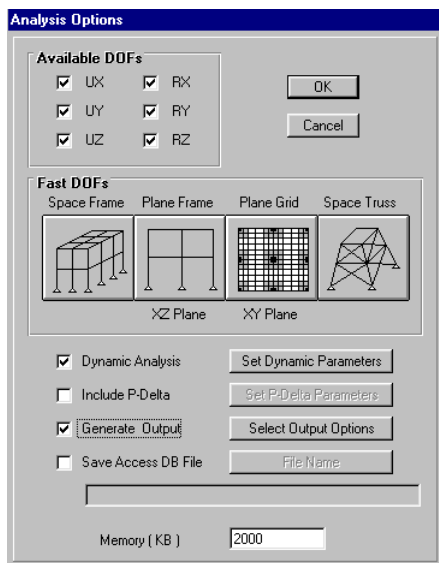 Analysis Options
Available DOFs
UX RX
UY RY
UZ RZ
OK
Cancel
Fast DOFs
Space Frame Plane Frame Plane Grid Space Truss
XZ Plane XY Plane
Dynamic Analysis Set Dynamic Parameters
Include P-Delta Set P-Delta Parameters
Generate Output Select Output Options
Save Access DB File File Name
Memory ( KB ) 2000